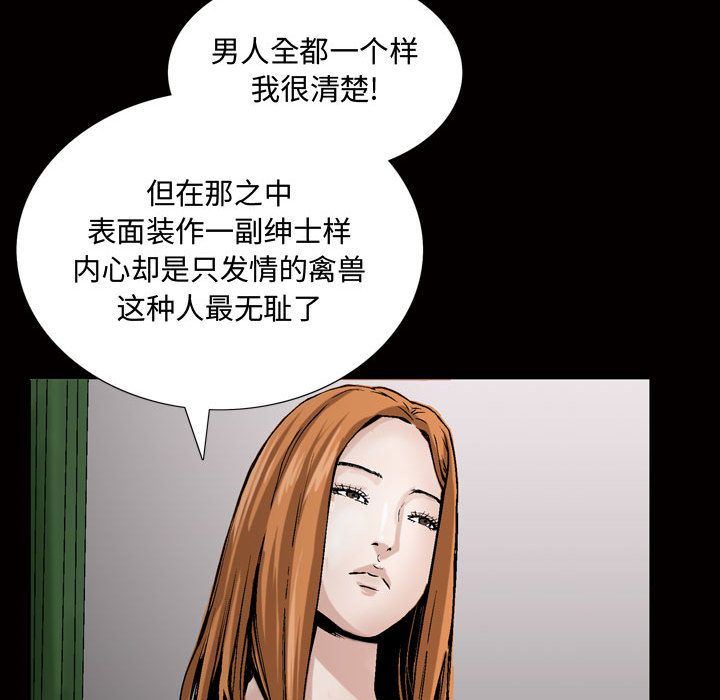 男人全都一个样
我很清楚!
但在那之中
表面装作一副绅士样
内心却是只发情的禽兽
这种人最无耻了